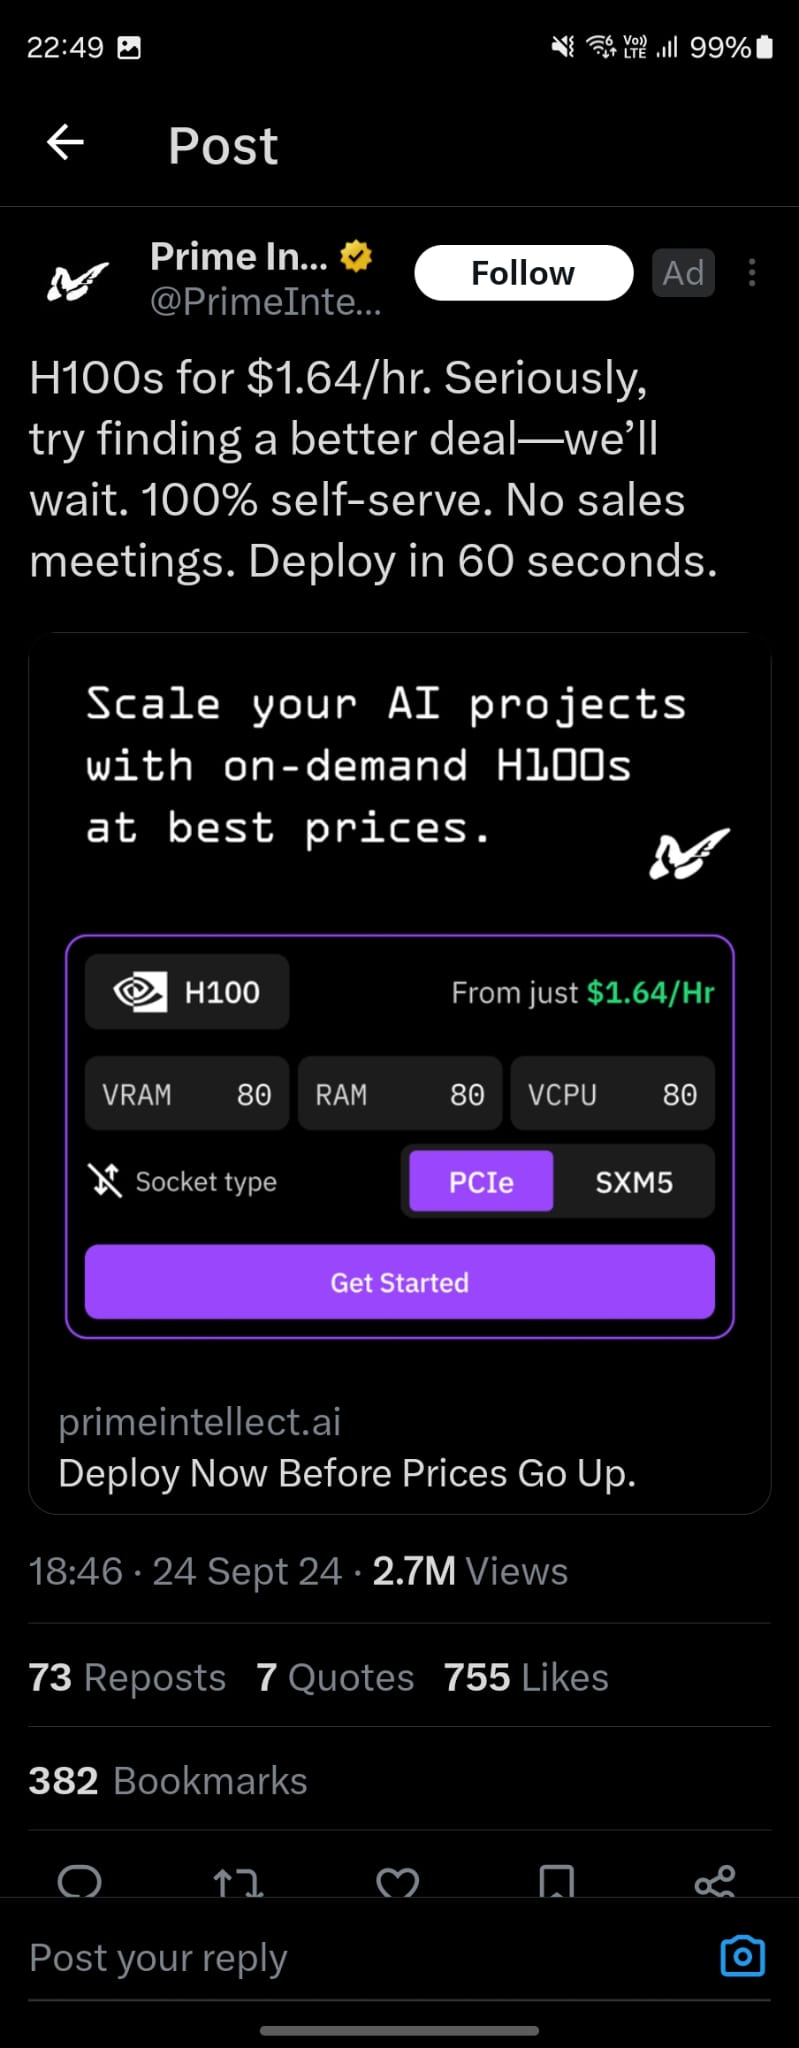 22:49
Vo)) LTE
99%
Post
Prime In...
@PrimeInte...
Follow
Ad
H100s for $1.64/hr. Seriously,
try finding a better deal—we’ll
wait. 100% self-serve. No sales
meetings. Deploy in 60 seconds.
Scale your AI projects
with on-demand H100s
at best prices.
H100
From just $1.64/Hr
VRAM 80
RAM 80
VCPU 80
Socket type
PCIe
SXM5
Get Started
primeintellect.ai
Deploy Now Before Prices Go Up.
18:46 · 24 Sept 24 · 2.7M Views
73 Reposts 7 Quotes 755 Likes
382 Bookmarks
Post your reply